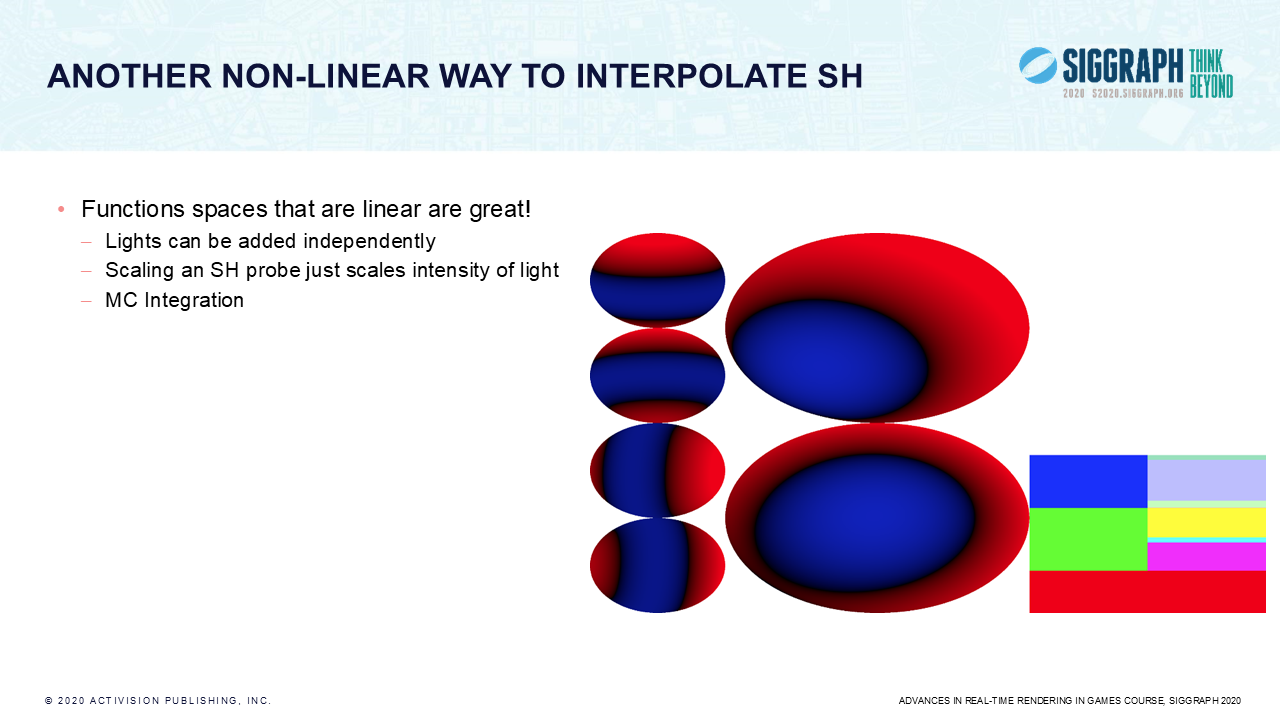 ANOTHER NON-LINEAR WAY TO INTERPOLATE SH
SIGGRAPH
THINK
BEYOND
2020 S2020.SIGGRAPH.ORG
• Functions spaces that are linear are great!
– Lights can be added independently
– Scaling an SH probe just scales intensity of light
– MC Integration
© 2020 ACTIVISION PUBLISHING, INC.
ADVANCES IN REAL-TIME RENDERING IN GAMES COURSE, SIGGRAPH 2020